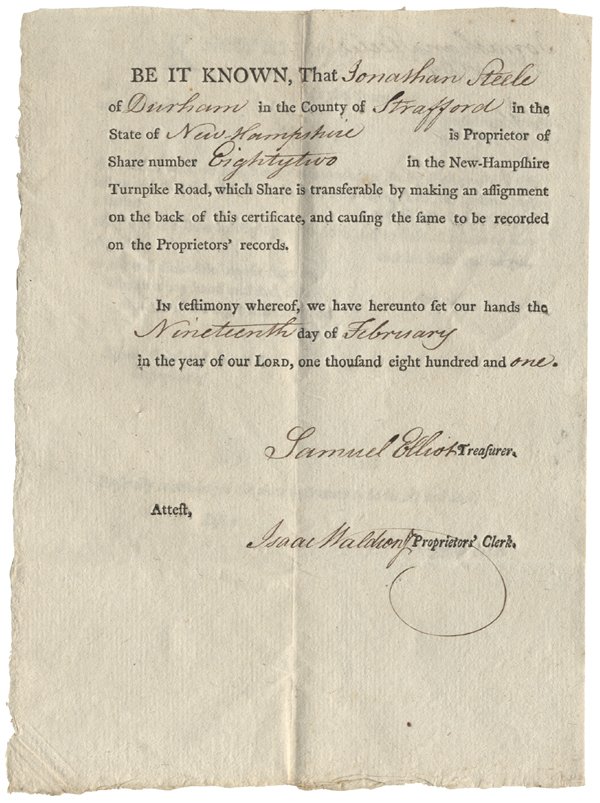 BE IT KNOWN, That Jonathan Steele
of Durham in the County of Strafford in the
State of New Hampshire is Proprietor of
Share number Eightytwo in the New-Hampſhire
Turnpike Road, which Share is transferable by making an aſſignment
on the back of this certificate, and cauſing the ſame to be recorded
on the Proprietors' records.
IN teſtimony whereof, we have hereunto ſet our hands the
Nineteenth day of February
in the year of our LORD, one thouſand eight hundred and one.
Samuel Elliot Treaſurer.
Atteſt,
Isaac Waldron Proprietors' Clerk.